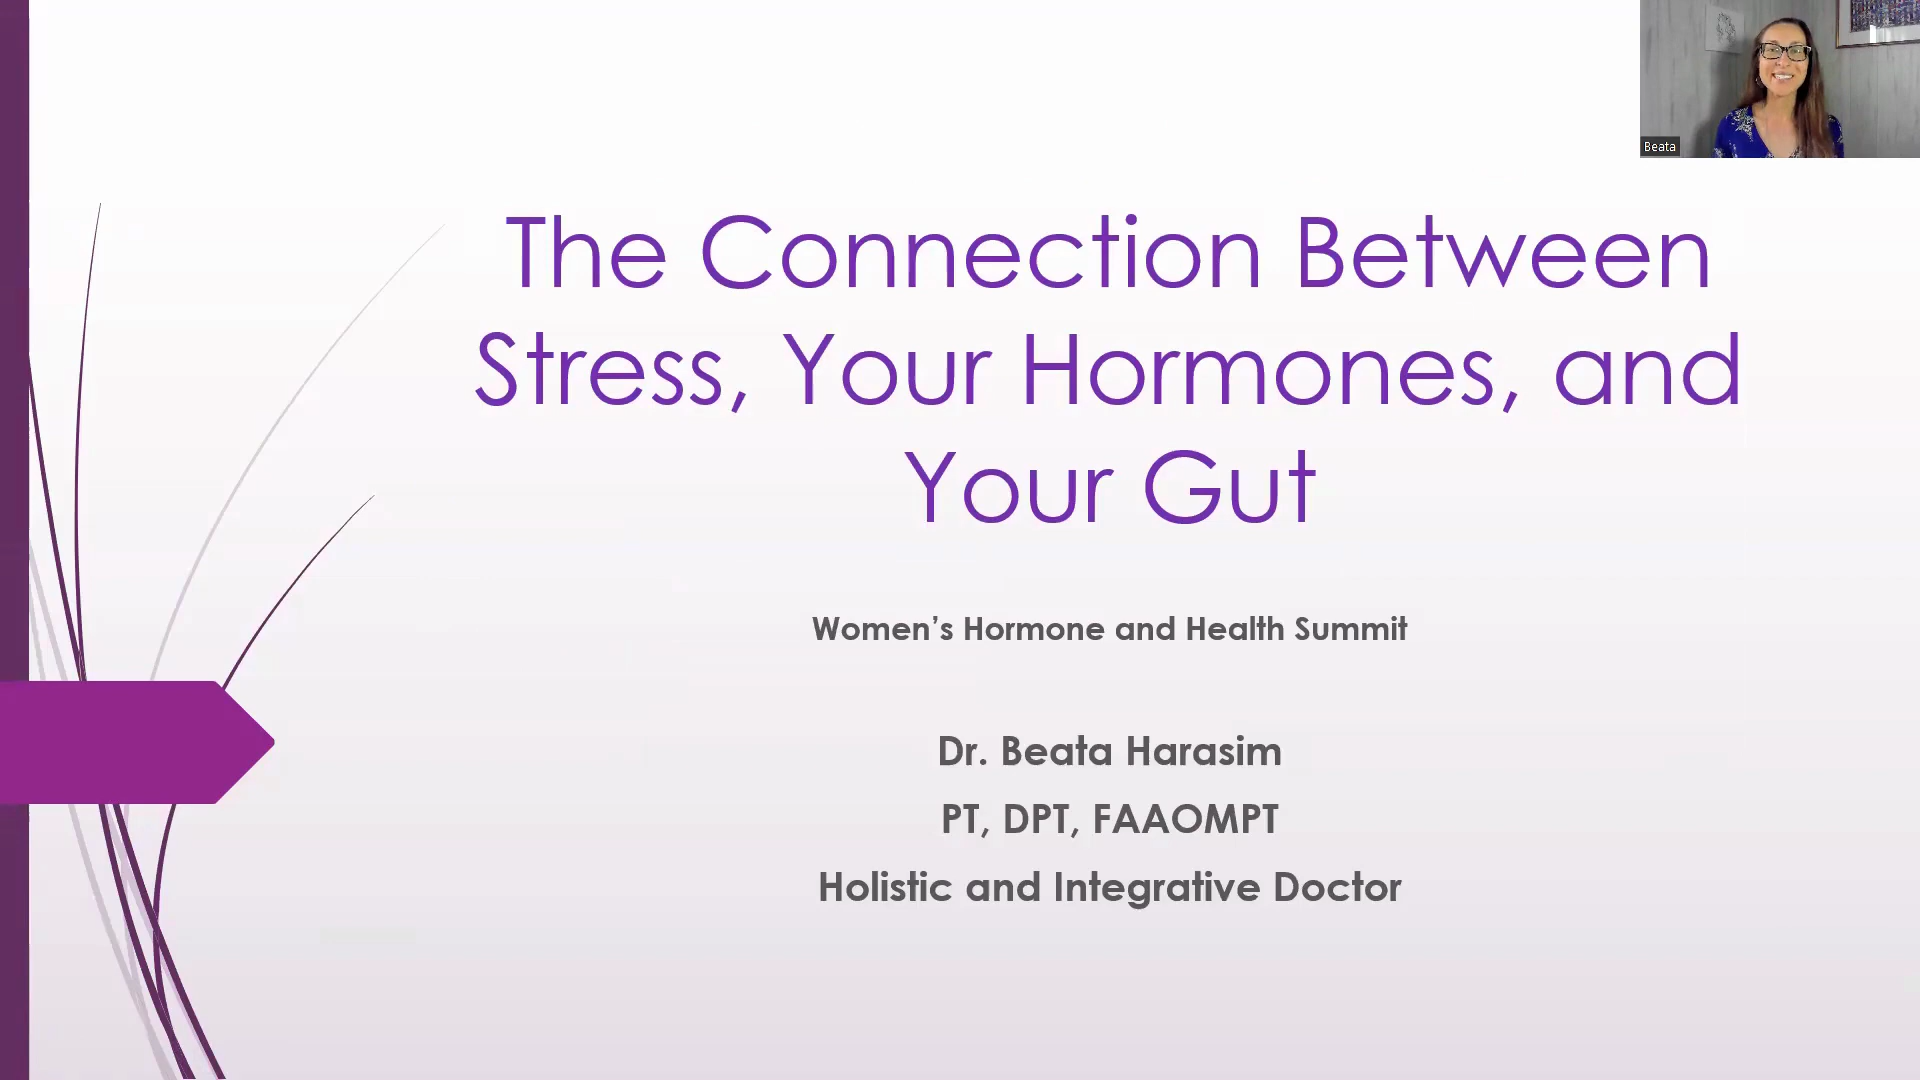 Beata
The Connection Between
Stress, Your Hormones, and
Your Gut
Women’s Hormone and Health Summit
Dr. Beata Harasim
PT, DPT, FAAOMPT
Holistic and Integrative Doctor